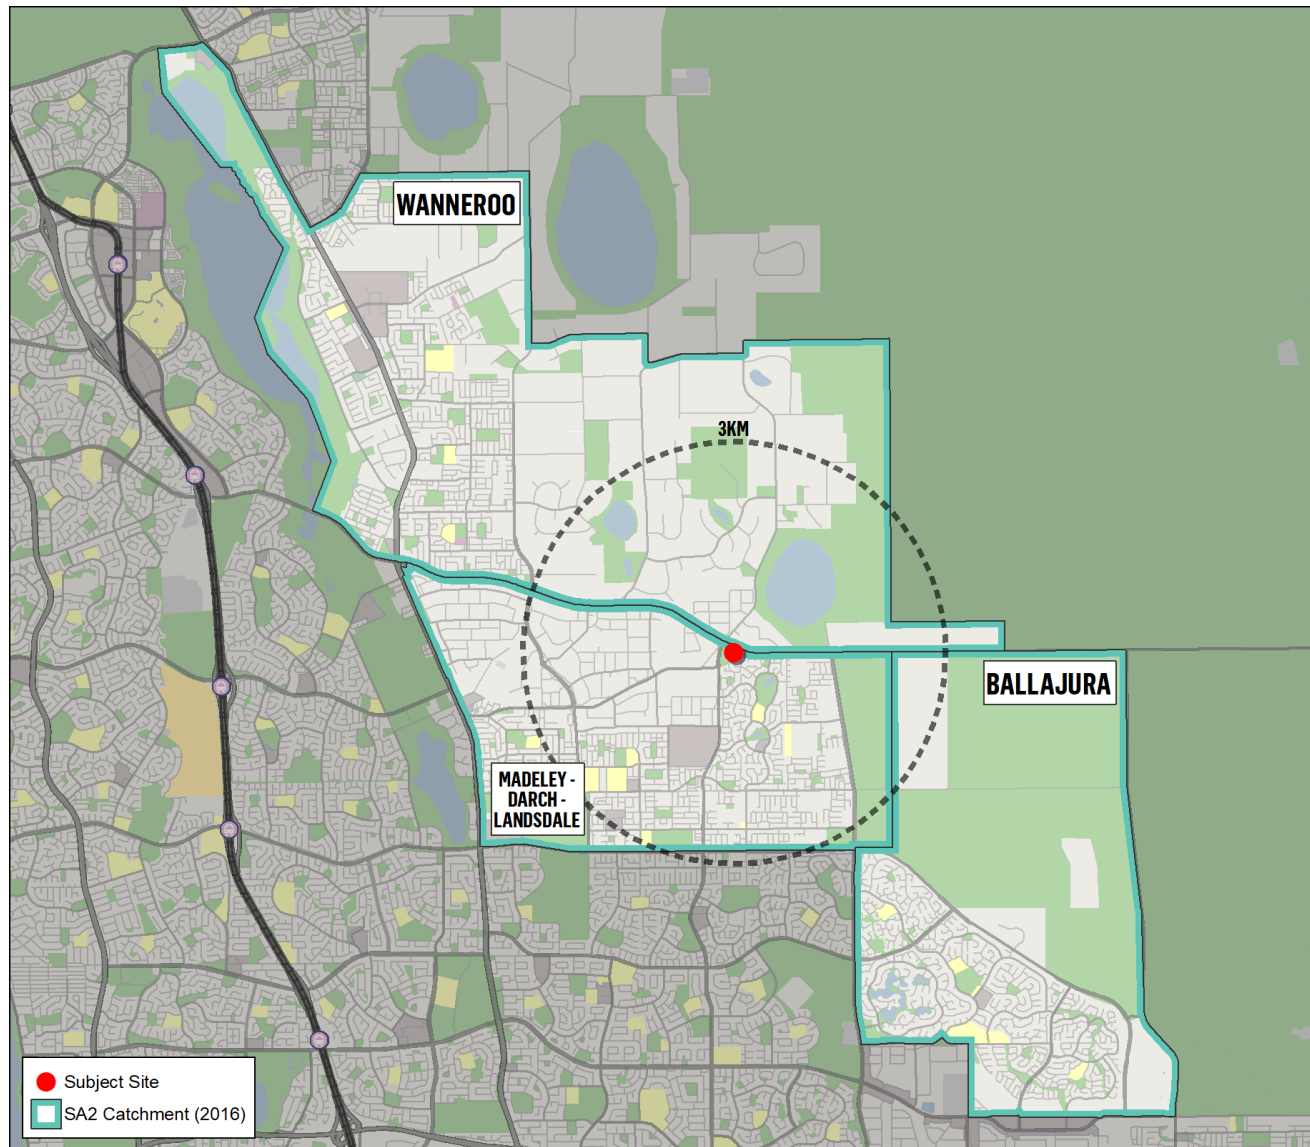 WANNEROO
3KM
BALLAJURA
MADELEY -
DARCH -
LANDSDALE
Subject Site
SA2 Catchment (2016)